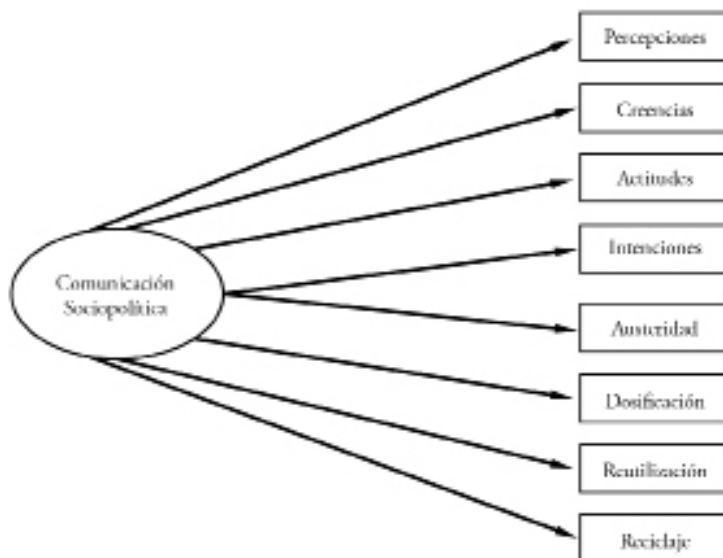 Percepciones
Creencias
Actitudes
Intenciones
Comunicación
Sociopolítica
Austeridad
Dosificación
Reutilización
Reciclaje